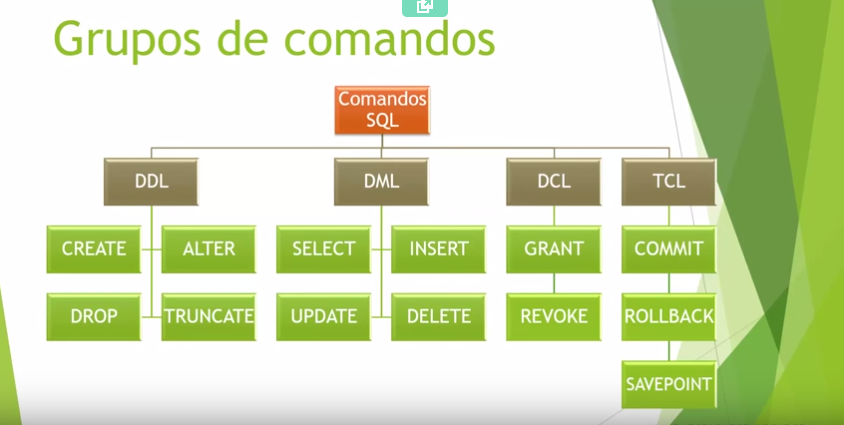 Grupos de comandos
Comandos
SQL
DDL
DML
DCL
TCL
CREATE
ALTER
SELECT
INSERT
GRANT
COMMIT
DROP
TRUNCATE
UPDATE
DELETE
REVOKE
ROLLBACK
SAVEPOINT